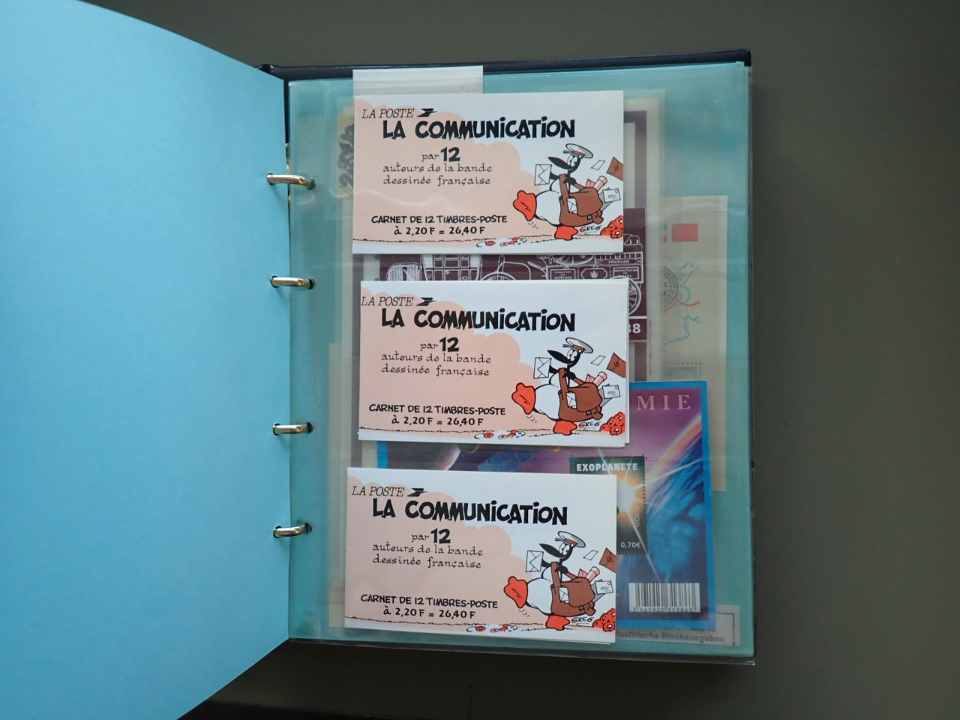 LA POSTE
LA COMMUNICATION
par 12
auteurs de la bande
dessinée française
CARNET DE 12 TIMBRES-POSTE
à 2,20 F = 26,40 F
GELG
LA POSTE
LA COMMUNICATION
par 12
auteurs de la bande
dessinée française
CARNET DE 12 TIMBRES-POSTE
à 2,20 F = 26,40 F
88
MIE
EXOPLANÈTE
0,70€
LA POSTE
LA COMMUNICATION
par 12
auteurs de la bande
dessinée française
CARNET DE 12 TIMBRES-POSTE
à 2,20 F = 26,40 F